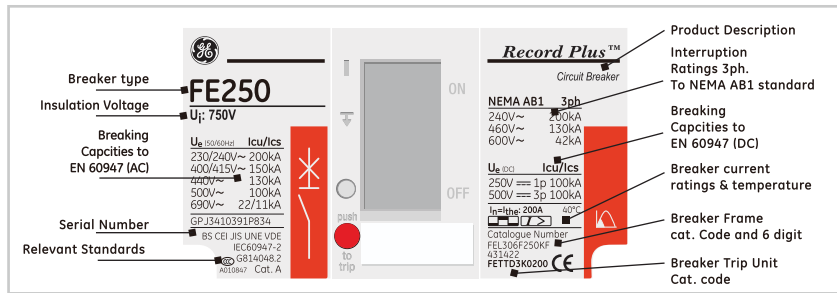 Breaker type
Insulation Voltage
Breaking
Capcities to
EN 60947 (AC)
Serial Number
Relevant Standards
GE
FE250
Ui: 750V
Ue (50/60Hz) Icu/Ics
230/240V~ 200kA
400/415V~ 150kA
440V~ 130kA
500V~ 100kA
690V~ 22/11kA
GPJ3410391P834
BS CEI JIS UNE VDE
IEC60947-2
CCC G814048.2
A010847 Cat. A
ON
OFF
push
to
trip
Record Plus™
Circuit Breaker
NEMA AB1 3ph
240V~ 200kA
460V~ 130kA
600V~ 42kA
Ue (DC) Icu/Ics
250V 1p 100kA
500V 3p 100kA
In=Ithe: 200A 40°C
Catalogue Number
FEL306F250KF
431422
FETTD3K0200 CE
Product Description
Interruption
Ratings 3ph.
To NEMA AB1 standard
Breaking
Capcities to
EN 60947 (DC)
Breaker current
ratings & temperature
Breaker Frame
cat. Code and 6 digit
Breaker Trip Unit
Cat. code